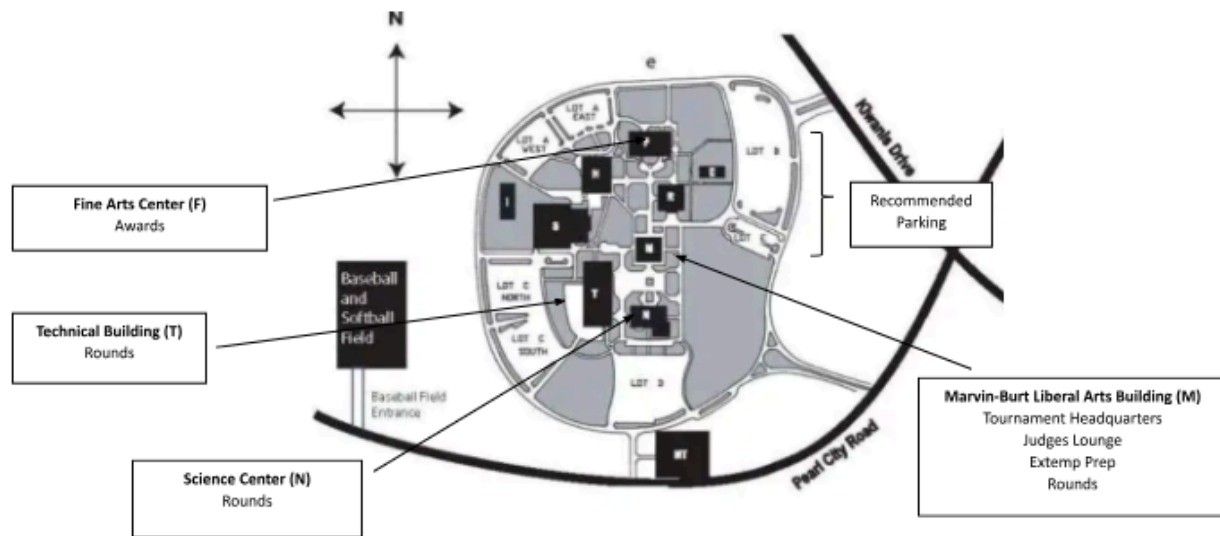 N
e
LOT A
EAST
LOT A
WEST
LOT B
Kiwanis Drive
F
H
E
R
I
S
M
Fine Arts Center (F)
Awards
Recommended
Parking
Baseball
and
Softball
Field
LOT C
NORTH
T
N
LOT C
SOUTH
LOT D
Technical Building (T)
Rounds
Baseball Field
Entrance
MT
Pearl City Road
Marvin-Burt Liberal Arts Building (M)
Tournament Headquarters
Judges Lounge
Extemp Prep
Rounds
Science Center (N)
Rounds